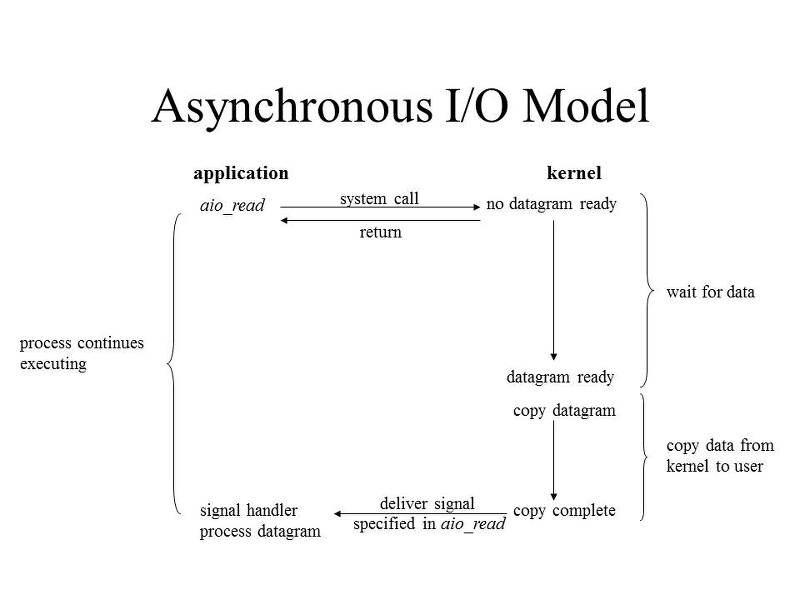 Asynchronous I/O Model
application
kernel
aio_read
system call
no datagram ready
return
wait for data
process continues
executing
datagram ready
copy datagram
copy data from
kernel to user
signal handler
process datagram
deliver signal
specified in aio_read
copy complete